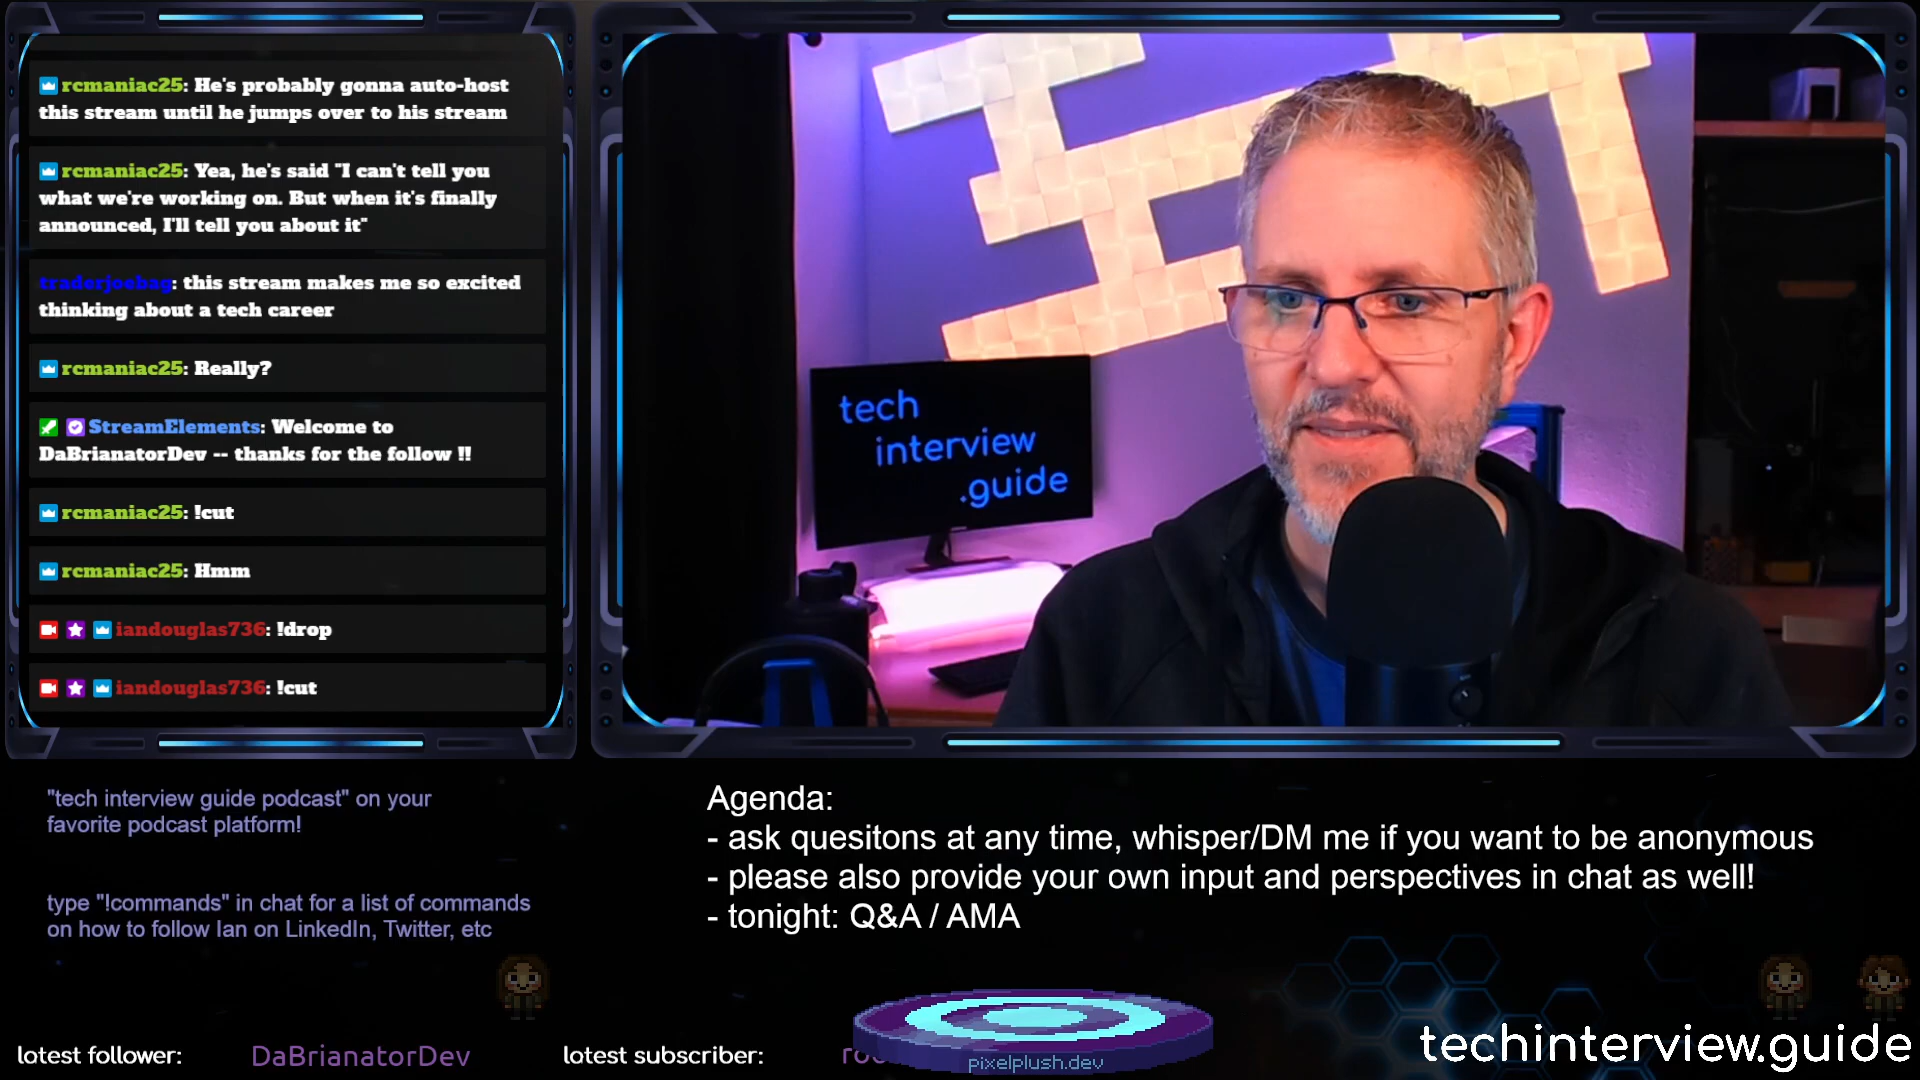 rcmaniac25: He's probably gonna auto-host
this stream until he jumps over to his stream
rcmaniac25: Yea, he's said "I can't tell you
what we're working on. But when it's finally
announced, I'll tell you about it"
traderjoebag: this stream makes me so excited
thinking about a tech career
rcmaniac25: Really?
StreamElements: Welcome to
DaBrianatorDev -- thanks for the follow !!
rcmaniac25: !cut
rcmaniac25: Hmm
iandouglas736: !drop
iandouglas736: !cut
tech
interview
.guide
"tech interview guide podcast" on your
favorite podcast platform!
type "!commands" in chat for a list of commands
on how to follow Ian on LinkedIn, Twitter, etc
Agenda:
- ask quesitons at any time, whisper/DM me if you want to be anonymous
- please also provide your own input and perspectives in chat as well!
- tonight: Q&A / AMA
latest follower: DaBrianatorDev
latest subscriber:
pixelplush.dev
techinterview.guide